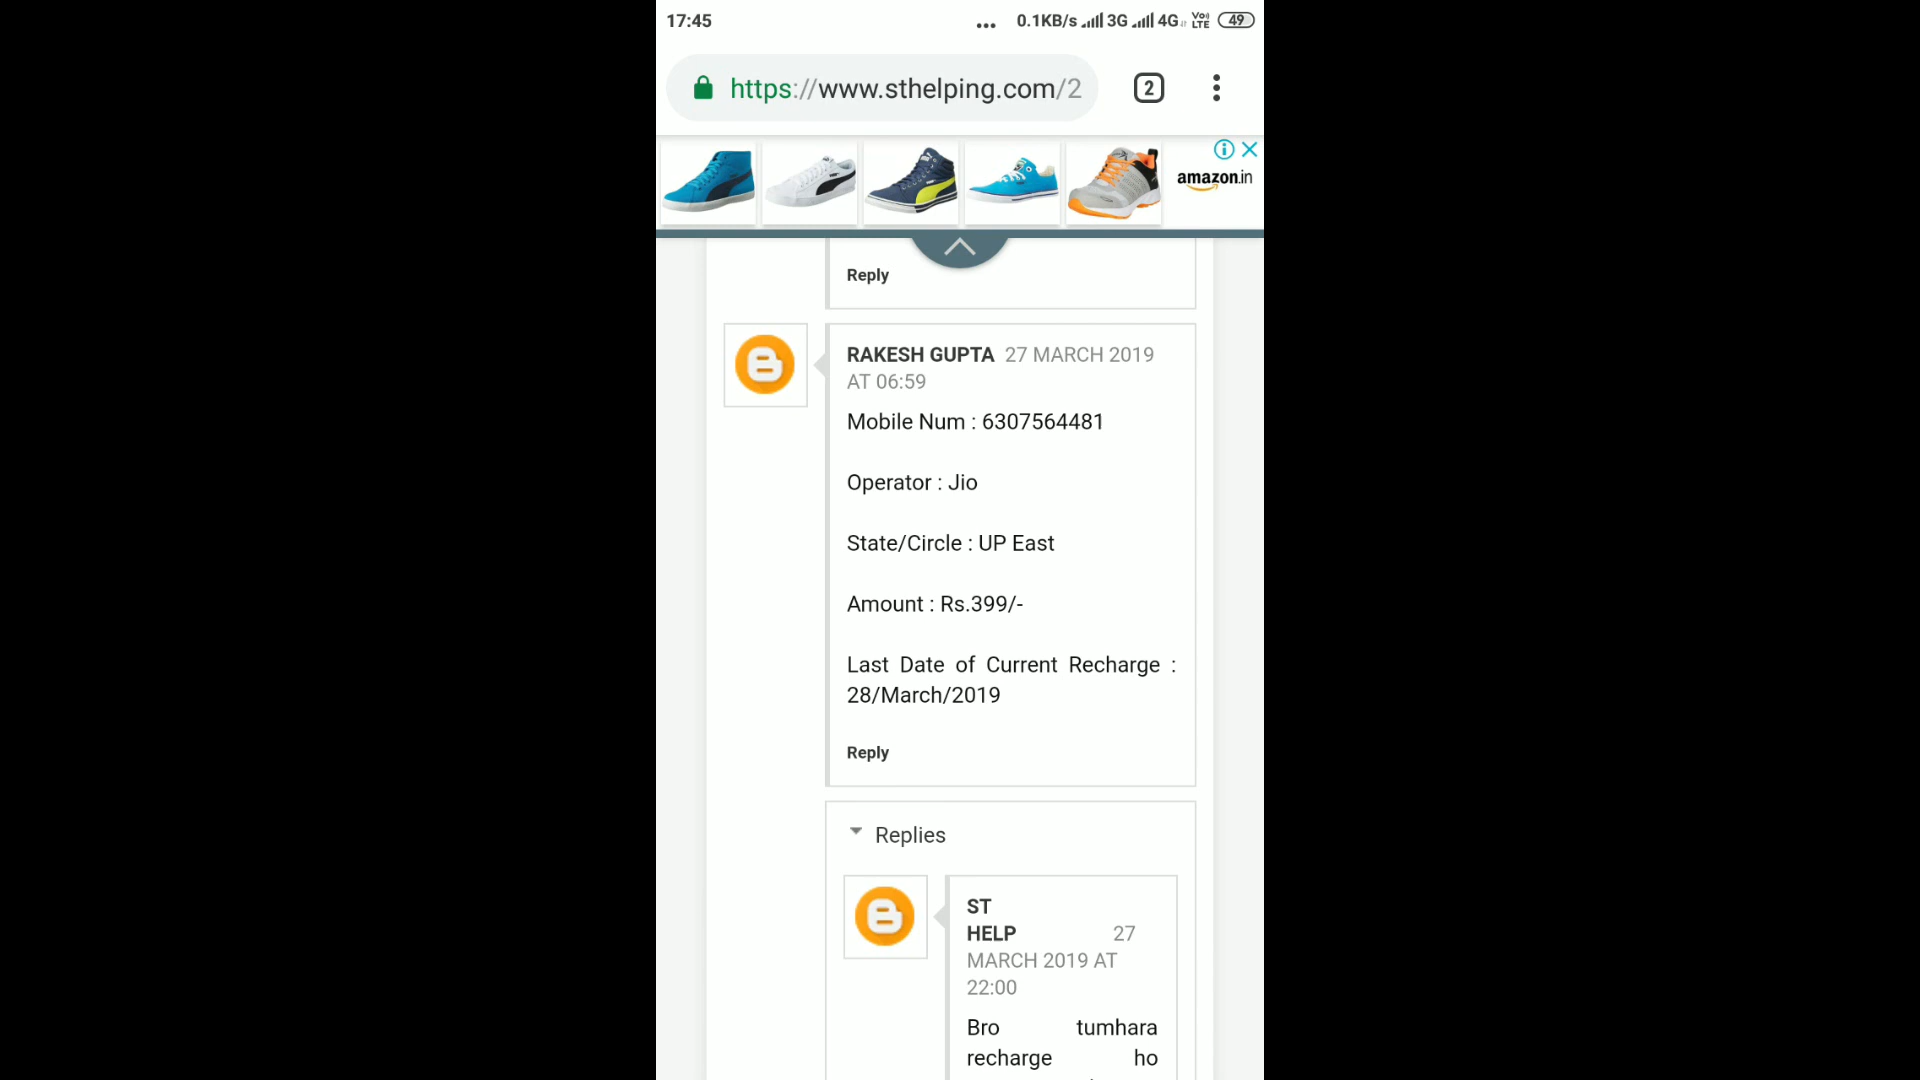 17:45 ... 0.1KB/s 3G 4G VoLTE 49
https://www.sthelping.com/2 2
amazon.in
Reply
RAKESH GUPTA 27 MARCH 2019
AT 06:59
Mobile Num : 6307564481
Operator : Jio
State/Circle : UP East
Amount : Rs.399/-
Last Date of Current Recharge :
28/March/2019
Reply
Replies
ST
HELP 27
MARCH 2019 AT
22:00
Bro tumhara
recharge ho